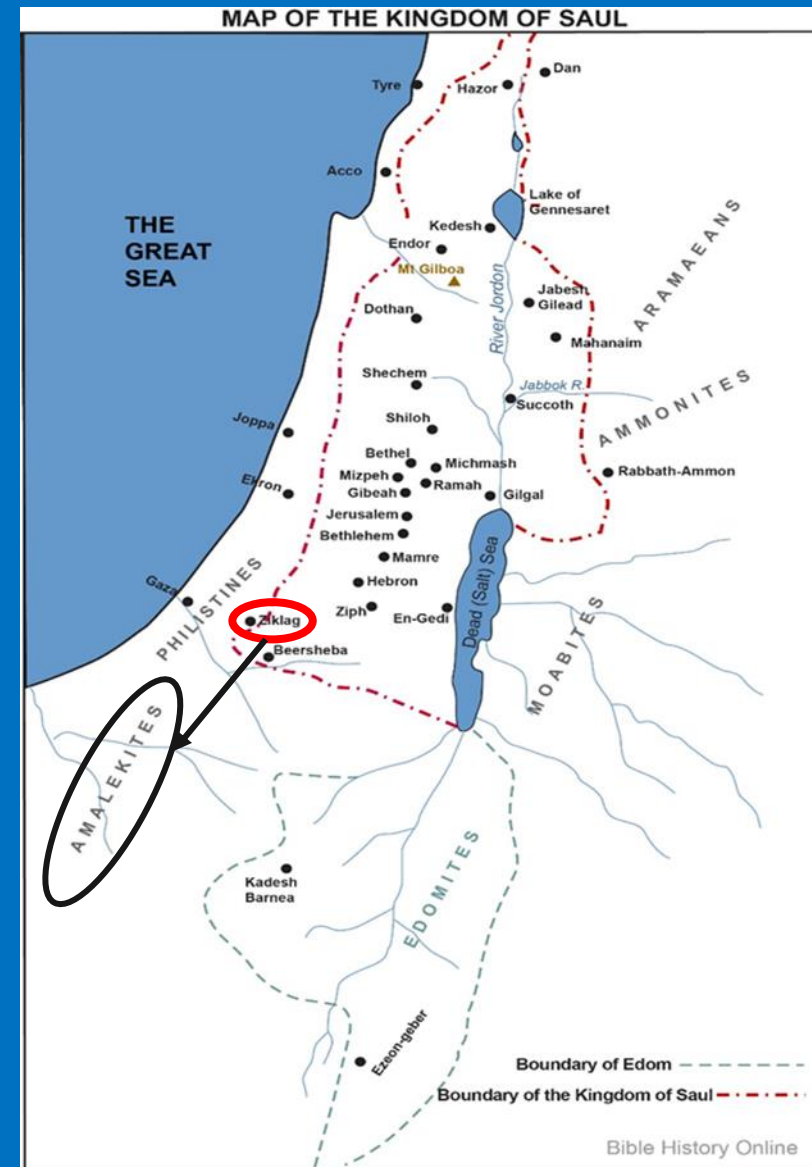 MAP OF THE KINGDOM OF SAUL
Dan
Tyre
Hazor
Acco
Lake of
Gennesaret
THE
GREAT
SEA
Kedesh
Endor
Mt Gilboa
ARAMAEANS
River Jordon
Jabesh
Gilead
Dothan
Mahanaim
Shechem
Jabbok R.
Succoth
AMMONITES
Shiloh
Joppa
Bethel
Michmash
Mizpeh
Ramah
Rabbath-Ammon
Ekron
Gibeah
Gilgal
Jerusalem
Bethlehem
Mamre
Dead (Salt) Sea
Hebron
Gaza
PHILISTINES
Ziph
En-Gedi
Ziklag
MOABITES
Beersheba
AMALEKITES
EDOMITES
Kadesh
Barnea
Ezeon-geber
Boundary of Edom
Boundary of the Kingdom of Saul
Bible History Online